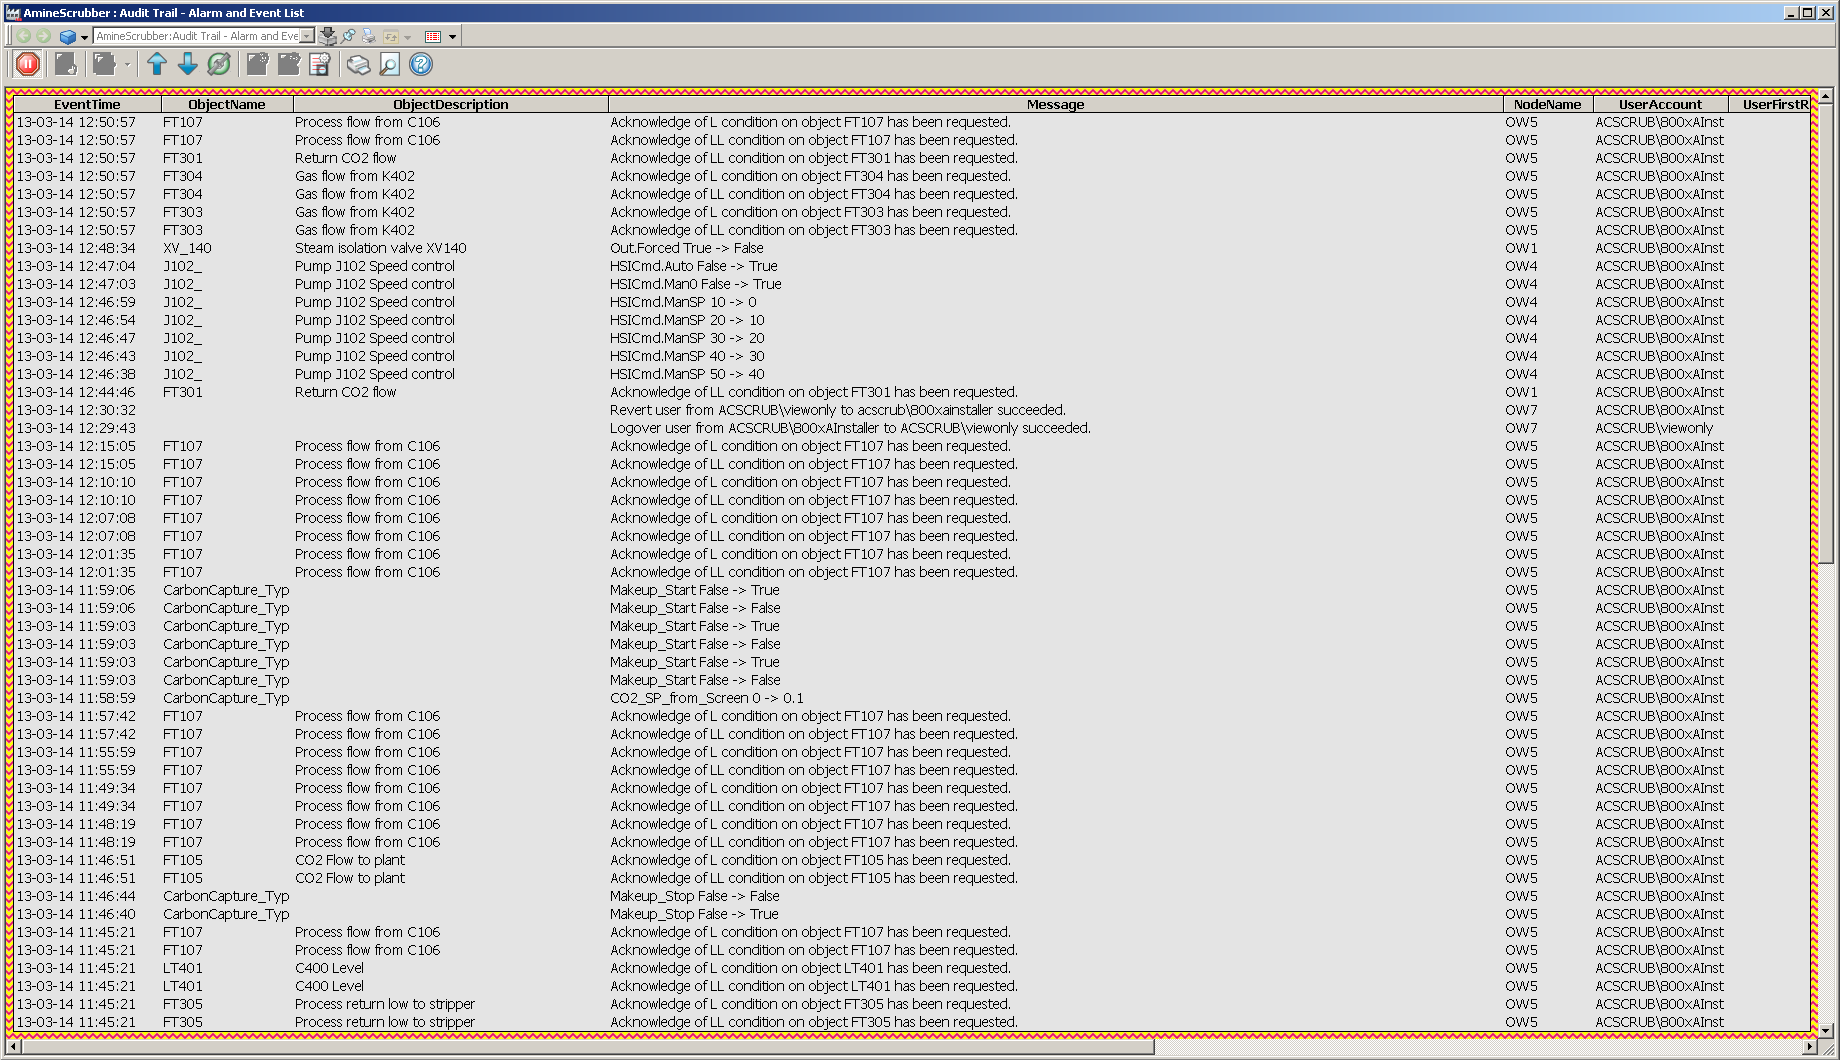 AmineScrubber : Audit Trail - Alarm and Event List
AmineScrubber:Audit Trail - Alarm and Eve
EventTime ObjectName ObjectDescription Message NodeName UserAccount UserFirstR
13-03-14 12:50:57 FT107 Process flow from C106 Acknowledge of L condition on object FT107 has been requested. OW5 ACSCRUB\800xAInst
13-03-14 12:50:57 FT107 Process flow from C106 Acknowledge of LL condition on object FT107 has been requested. OW5 ACSCRUB\800xAInst
13-03-14 12:50:57 FT301 Return CO2 flow Acknowledge of LL condition on object FT301 has been requested. OW5 ACSCRUB\800xAInst
13-03-14 12:50:57 FT304 Gas flow from K402 Acknowledge of L condition on object FT304 has been requested. OW5 ACSCRUB\800xAInst
13-03-14 12:50:57 FT304 Gas flow from K402 Acknowledge of LL condition on object FT304 has been requested. OW5 ACSCRUB\800xAInst
13-03-14 12:50:57 FT303 Gas flow from K402 Acknowledge of L condition on object FT303 has been requested. OW5 ACSCRUB\800xAInst
13-03-14 12:50:57 FT303 Gas flow from K402 Acknowledge of LL condition on object FT303 has been requested. OW5 ACSCRUB\800xAInst
13-03-14 12:48:34 XV_140 Steam isolation valve XV140 Out.Forced True -> False OW1 ACSCRUB\800xAInst
13-03-14 12:47:04 J102_ Pump J102 Speed control HSICmd.Auto False -> True OW4 ACSCRUB\800xAInst
13-03-14 12:47:03 J102_ Pump J102 Speed control HSICmd.Man0 False -> True OW4 ACSCRUB\800xAInst
13-03-14 12:46:59 J102_ Pump J102 Speed control HSICmd.ManSP 10 -> 0 OW4 ACSCRUB\800xAInst
13-03-14 12:46:54 J102_ Pump J102 Speed control HSICmd.ManSP 20 -> 10 OW4 ACSCRUB\800xAInst
13-03-14 12:46:47 J102_ Pump J102 Speed control HSICmd.ManSP 30 -> 20 OW4 ACSCRUB\800xAInst
13-03-14 12:46:43 J102_ Pump J102 Speed control HSICmd.ManSP 40 -> 30 OW4 ACSCRUB\800xAInst
13-03-14 12:46:38 J102_ Pump J102 Speed control HSICmd.ManSP 50 -> 40 OW4 ACSCRUB\800xAInst
13-03-14 12:44:46 FT301 Return CO2 flow Acknowledge of LL condition on object FT301 has been requested. OW1 ACSCRUB\800xAInst
13-03-14 12:30:32 Revert user from ACSCRUB\viewonly to acscrub\800xainstaller succeeded. OW7 ACSCRUB\800xAInst
13-03-14 12:29:43 Logover user from ACSCRUB\800xAInstaller to ACSCRUB\viewonly succeeded. OW7 ACSCRUB\viewonly
13-03-14 12:15:05 FT107 Process flow from C106 Acknowledge of L condition on object FT107 has been requested. OW5 ACSCRUB\800xAInst
13-03-14 12:15:05 FT107 Process flow from C106 Acknowledge of LL condition on object FT107 has been requested. OW5 ACSCRUB\800xAInst
13-03-14 12:10:10 FT107 Process flow from C106 Acknowledge of L condition on object FT107 has been requested. OW5 ACSCRUB\800xAInst
13-03-14 12:10:10 FT107 Process flow from C106 Acknowledge of LL condition on object FT107 has been requested. OW5 ACSCRUB\800xAInst
13-03-14 12:07:08 FT107 Process flow from C106 Acknowledge of L condition on object FT107 has been requested. OW5 ACSCRUB\800xAInst
13-03-14 12:07:08 FT107 Process flow from C106 Acknowledge of LL condition on object FT107 has been requested. OW5 ACSCRUB\800xAInst
13-03-14 12:01:35 FT107 Process flow from C106 Acknowledge of L condition on object FT107 has been requested. OW5 ACSCRUB\800xAInst
13-03-14 12:01:35 FT107 Process flow from C106 Acknowledge of LL condition on object FT107 has been requested. OW5 ACSCRUB\800xAInst
13-03-14 11:59:06 CarbonCapture_Typ Makeup_Start False -> True OW5 ACSCRUB\800xAInst
13-03-14 11:59:06 CarbonCapture_Typ Makeup_Start False -> False OW5 ACSCRUB\800xAInst
13-03-14 11:59:03 CarbonCapture_Typ Makeup_Start False -> True OW5 ACSCRUB\800xAInst
13-03-14 11:59:03 CarbonCapture_Typ Makeup_Start False -> False OW5 ACSCRUB\800xAInst
13-03-14 11:59:03 CarbonCapture_Typ Makeup_Start False -> True OW5 ACSCRUB\800xAInst
13-03-14 11:59:03 CarbonCapture_Typ Makeup_Start False -> False OW5 ACSCRUB\800xAInst
13-03-14 11:58:59 CarbonCapture_Typ CO2_SP_from_Screen 0 -> 0.1 OW5 ACSCRUB\800xAInst
13-03-14 11:57:42 FT107 Process flow from C106 Acknowledge of L condition on object FT107 has been requested. OW5 ACSCRUB\800xAInst
13-03-14 11:57:42 FT107 Process flow from C106 Acknowledge of LL condition on object FT107 has been requested. OW5 ACSCRUB\800xAInst
13-03-14 11:55:59 FT107 Process flow from C106 Acknowledge of L condition on object FT107 has been requested. OW5 ACSCRUB\800xAInst
13-03-14 11:55:59 FT107 Process flow from C106 Acknowledge of LL condition on object FT107 has been requested. OW5 ACSCRUB\800xAInst
13-03-14 11:49:34 FT107 Process flow from C106 Acknowledge of LL condition on object FT107 has been requested. OW5 ACSCRUB\800xAInst
13-03-14 11:49:34 FT107 Process flow from C106 Acknowledge of L condition on object FT107 has been requested. OW5 ACSCRUB\800xAInst
13-03-14 11:48:19 FT107 Process flow from C106 Acknowledge of L condition on object FT107 has been requested. OW5 ACSCRUB\800xAInst
13-03-14 11:48:19 FT107 Process flow from C106 Acknowledge of LL condition on object FT107 has been requested. OW5 ACSCRUB\800xAInst
13-03-14 11:46:51 FT105 CO2 Flow to plant Acknowledge of L condition on object FT105 has been requested. OW5 ACSCRUB\800xAInst
13-03-14 11:46:51 FT105 CO2 Flow to plant Acknowledge of LL condition on object FT105 has been requested. OW5 ACSCRUB\800xAInst
13-03-14 11:46:44 CarbonCapture_Typ Makeup_Stop False -> False OW5 ACSCRUB\800xAInst
13-03-14 11:46:40 CarbonCapture_Typ Makeup_Stop False -> True OW5 ACSCRUB\800xAInst
13-03-14 11:45:21 FT107 Process flow from C106 Acknowledge of L condition on object FT107 has been requested. OW5 ACSCRUB\800xAInst
13-03-14 11:45:21 FT107 Process flow from C106 Acknowledge of LL condition on object FT107 has been requested. OW5 ACSCRUB\800xAInst
13-03-14 11:45:21 LT401 C400 Level Acknowledge of L condition on object LT401 has been requested. OW5 ACSCRUB\800xAInst
13-03-14 11:45:21 LT401 C400 Level Acknowledge of LL condition on object LT401 has been requested. OW5 ACSCRUB\800xAInst
13-03-14 11:45:21 FT305 Process return low to stripper Acknowledge of L condition on object FT305 has been requested. OW5 ACSCRUB\800xAInst
13-03-14 11:45:21 FT305 Process return low to stripper Acknowledge of LL condition on object FT305 has been requested. OW5 ACSCRUB\800xAInst